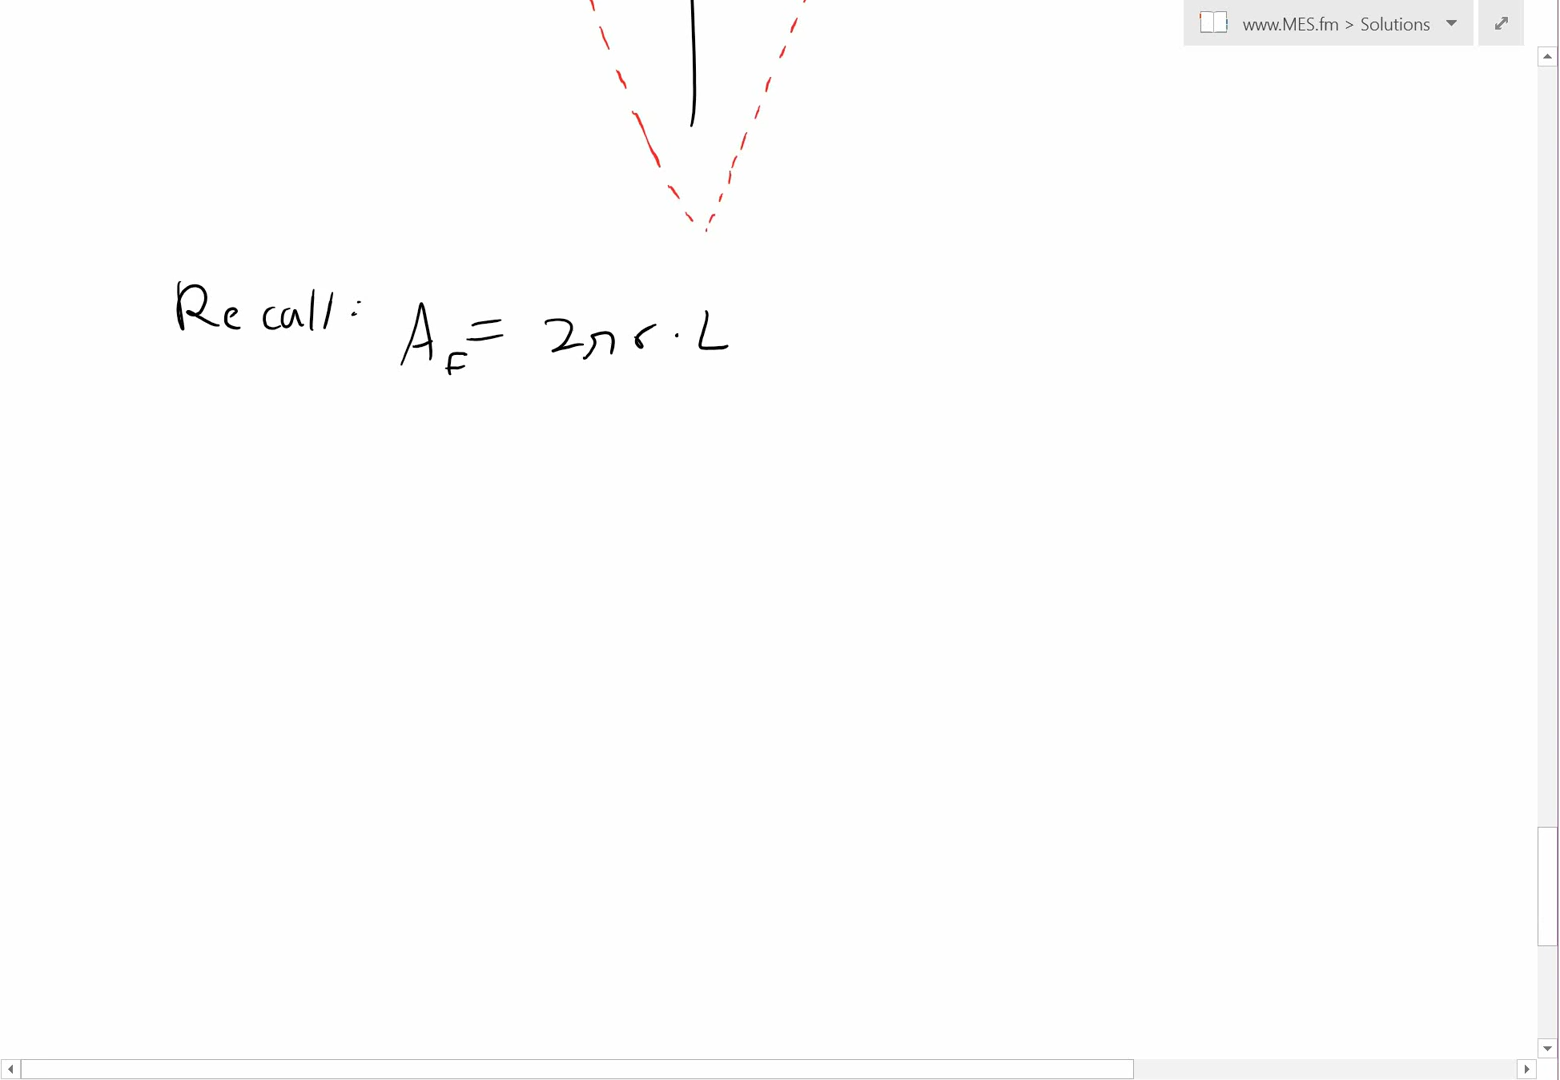 www.MES.fm > Solutions
Recall: A_F = 2πr · L